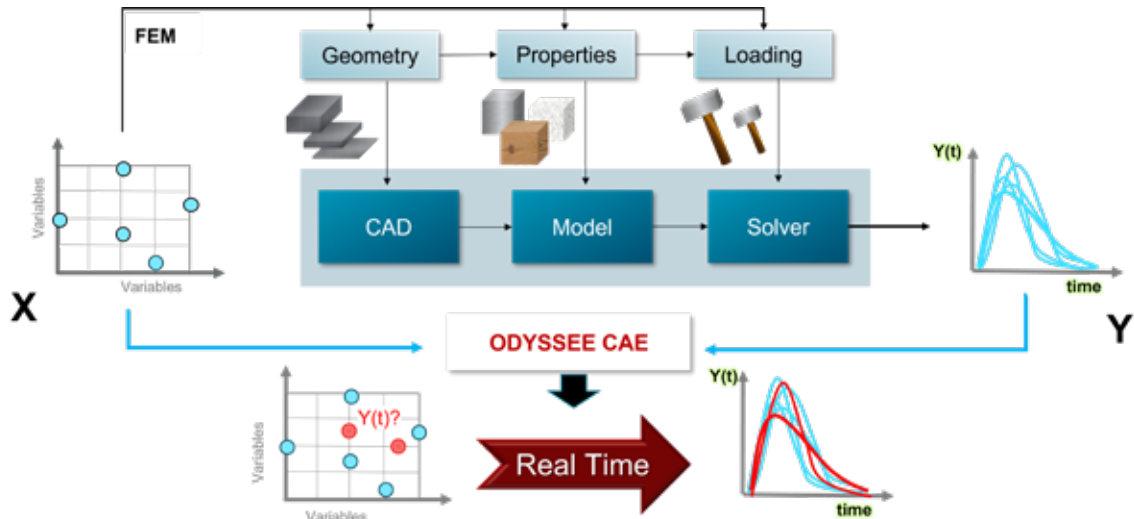 FEM
Geometry
Properties
Loading
Variables
Variables
X
CAD
Model
Solver
Y(t)
time
Y
ODYSSEE CAE
Variables
Y(t)?
Variables
Real Time
Y(t)
time